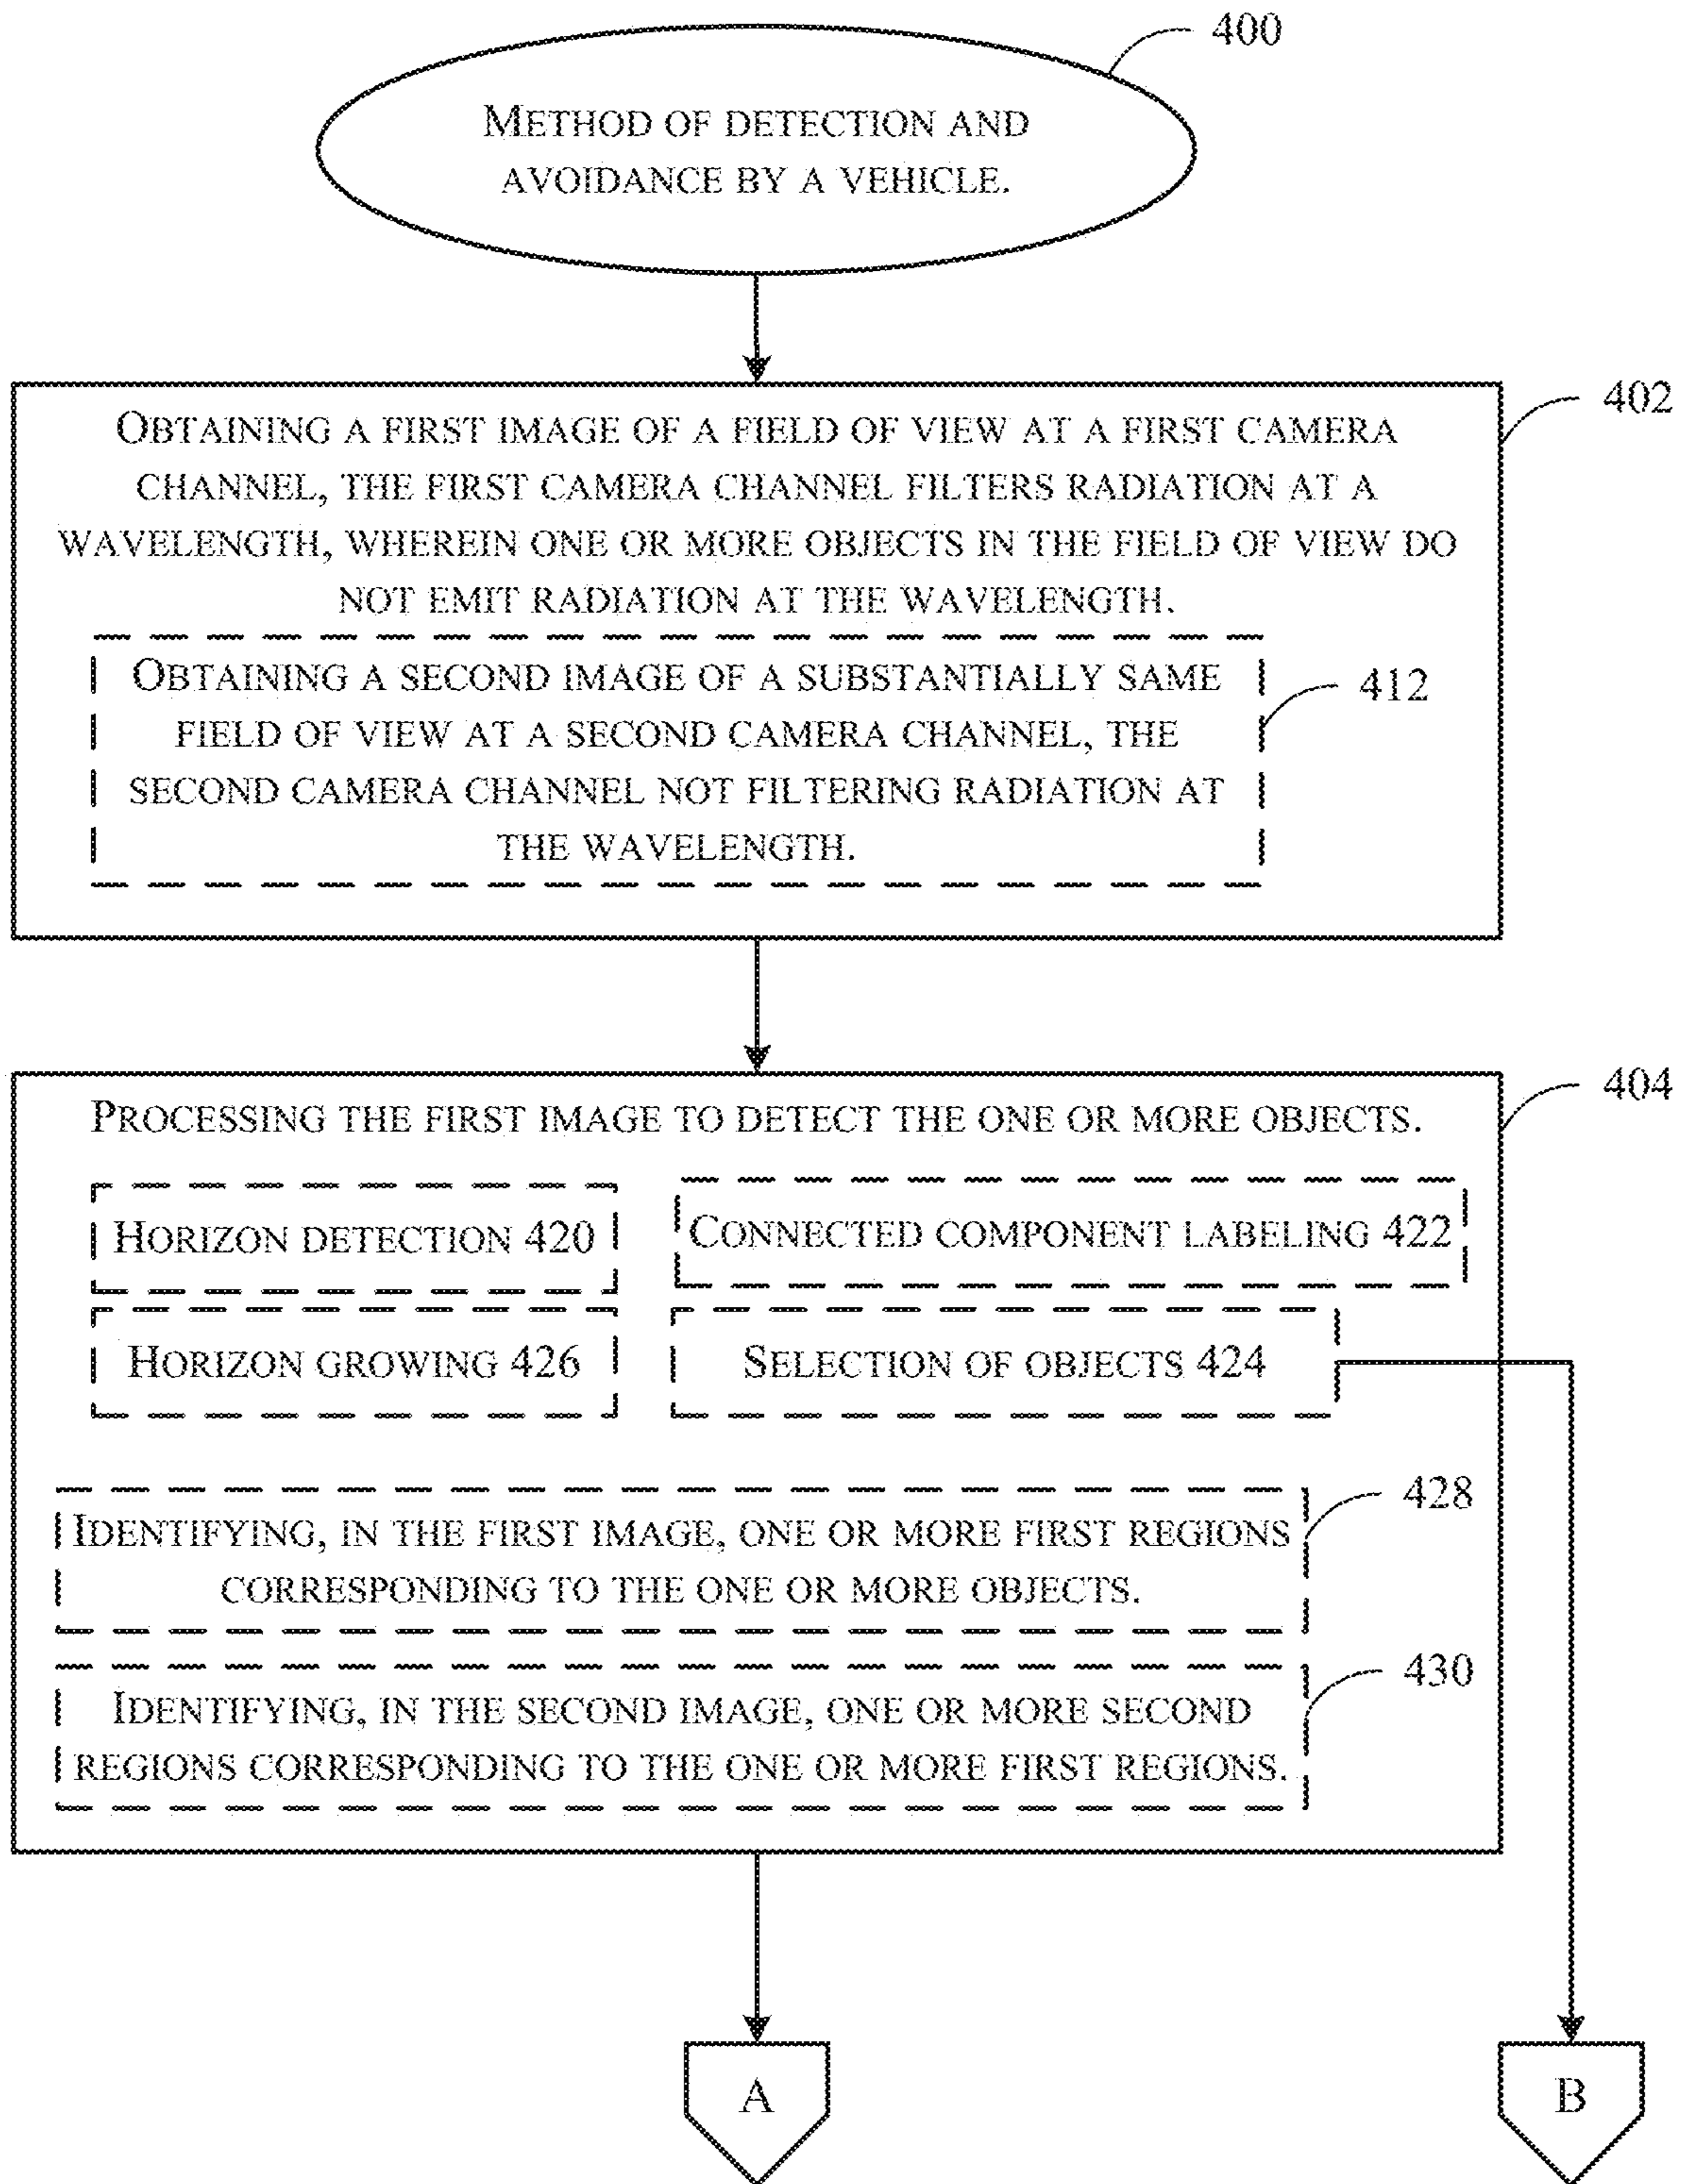 400
METHOD OF DETECTION AND
AVOIDANCE BY A VEHICLE.
402
OBTAINING A FIRST IMAGE OF A FIELD OF VIEW AT A FIRST CAMERA
CHANNEL, THE FIRST CAMERA CHANNEL FILTERS RADIATION AT A
WAVELENGTH, WHEREIN ONE OR MORE OBJECTS IN THE FIELD OF VIEW DO
NOT EMIT RADIATION AT THE WAVELENGTH.
OBTAINING A SECOND IMAGE OF A SUBSTANTIALLY SAME
412
FIELD OF VIEW AT A SECOND CAMERA CHANNEL, THE
SECOND CAMERA CHANNEL NOT FILTERING RADIATION AT
THE WAVELENGTH.
404
PROCESSING THE FIRST IMAGE TO DETECT THE ONE OR MORE OBJECTS.
HORIZON DETECTION 420
CONNECTED COMPONENT LABELING 422
HORIZON GROWING 426
SELECTION OF OBJECTS 424
428
IDENTIFYING, IN THE FIRST IMAGE, ONE OR MORE FIRST REGIONS
CORRESPONDING TO THE ONE OR MORE OBJECTS.
430
IDENTIFYING, IN THE SECOND IMAGE, ONE OR MORE SECOND
REGIONS CORRESPONDING TO THE ONE OR MORE FIRST REGIONS.
A
B